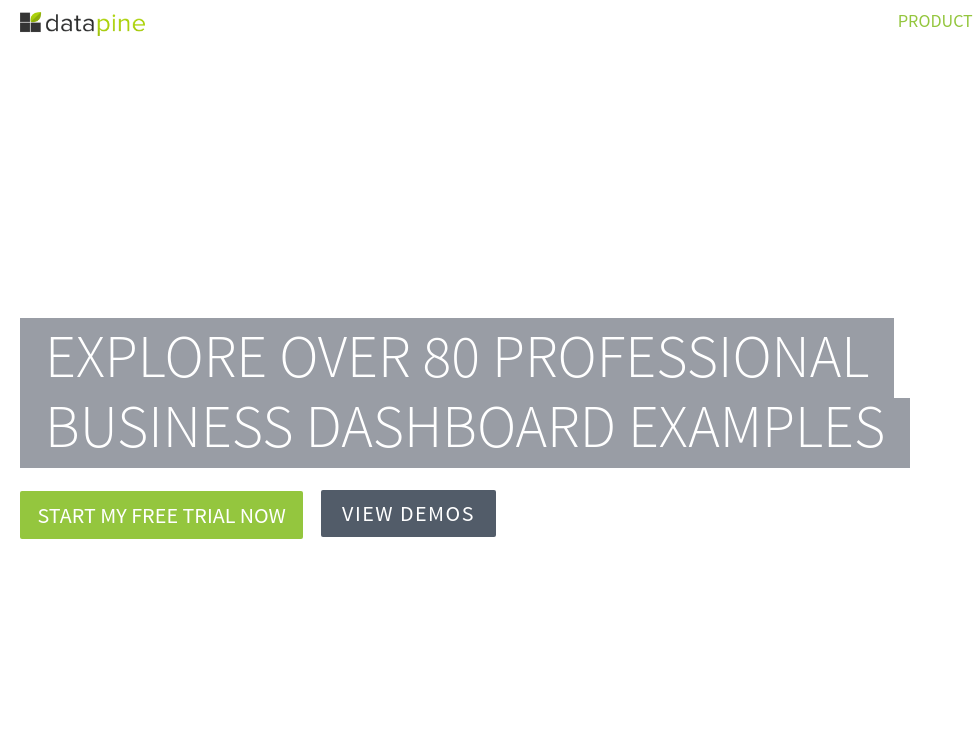 datapine
PRODUCT
EXPLORE OVER 80 PROFESSIONAL
BUSINESS DASHBOARD EXAMPLES
START MY FREE TRIAL NOW
VIEW DEMOS